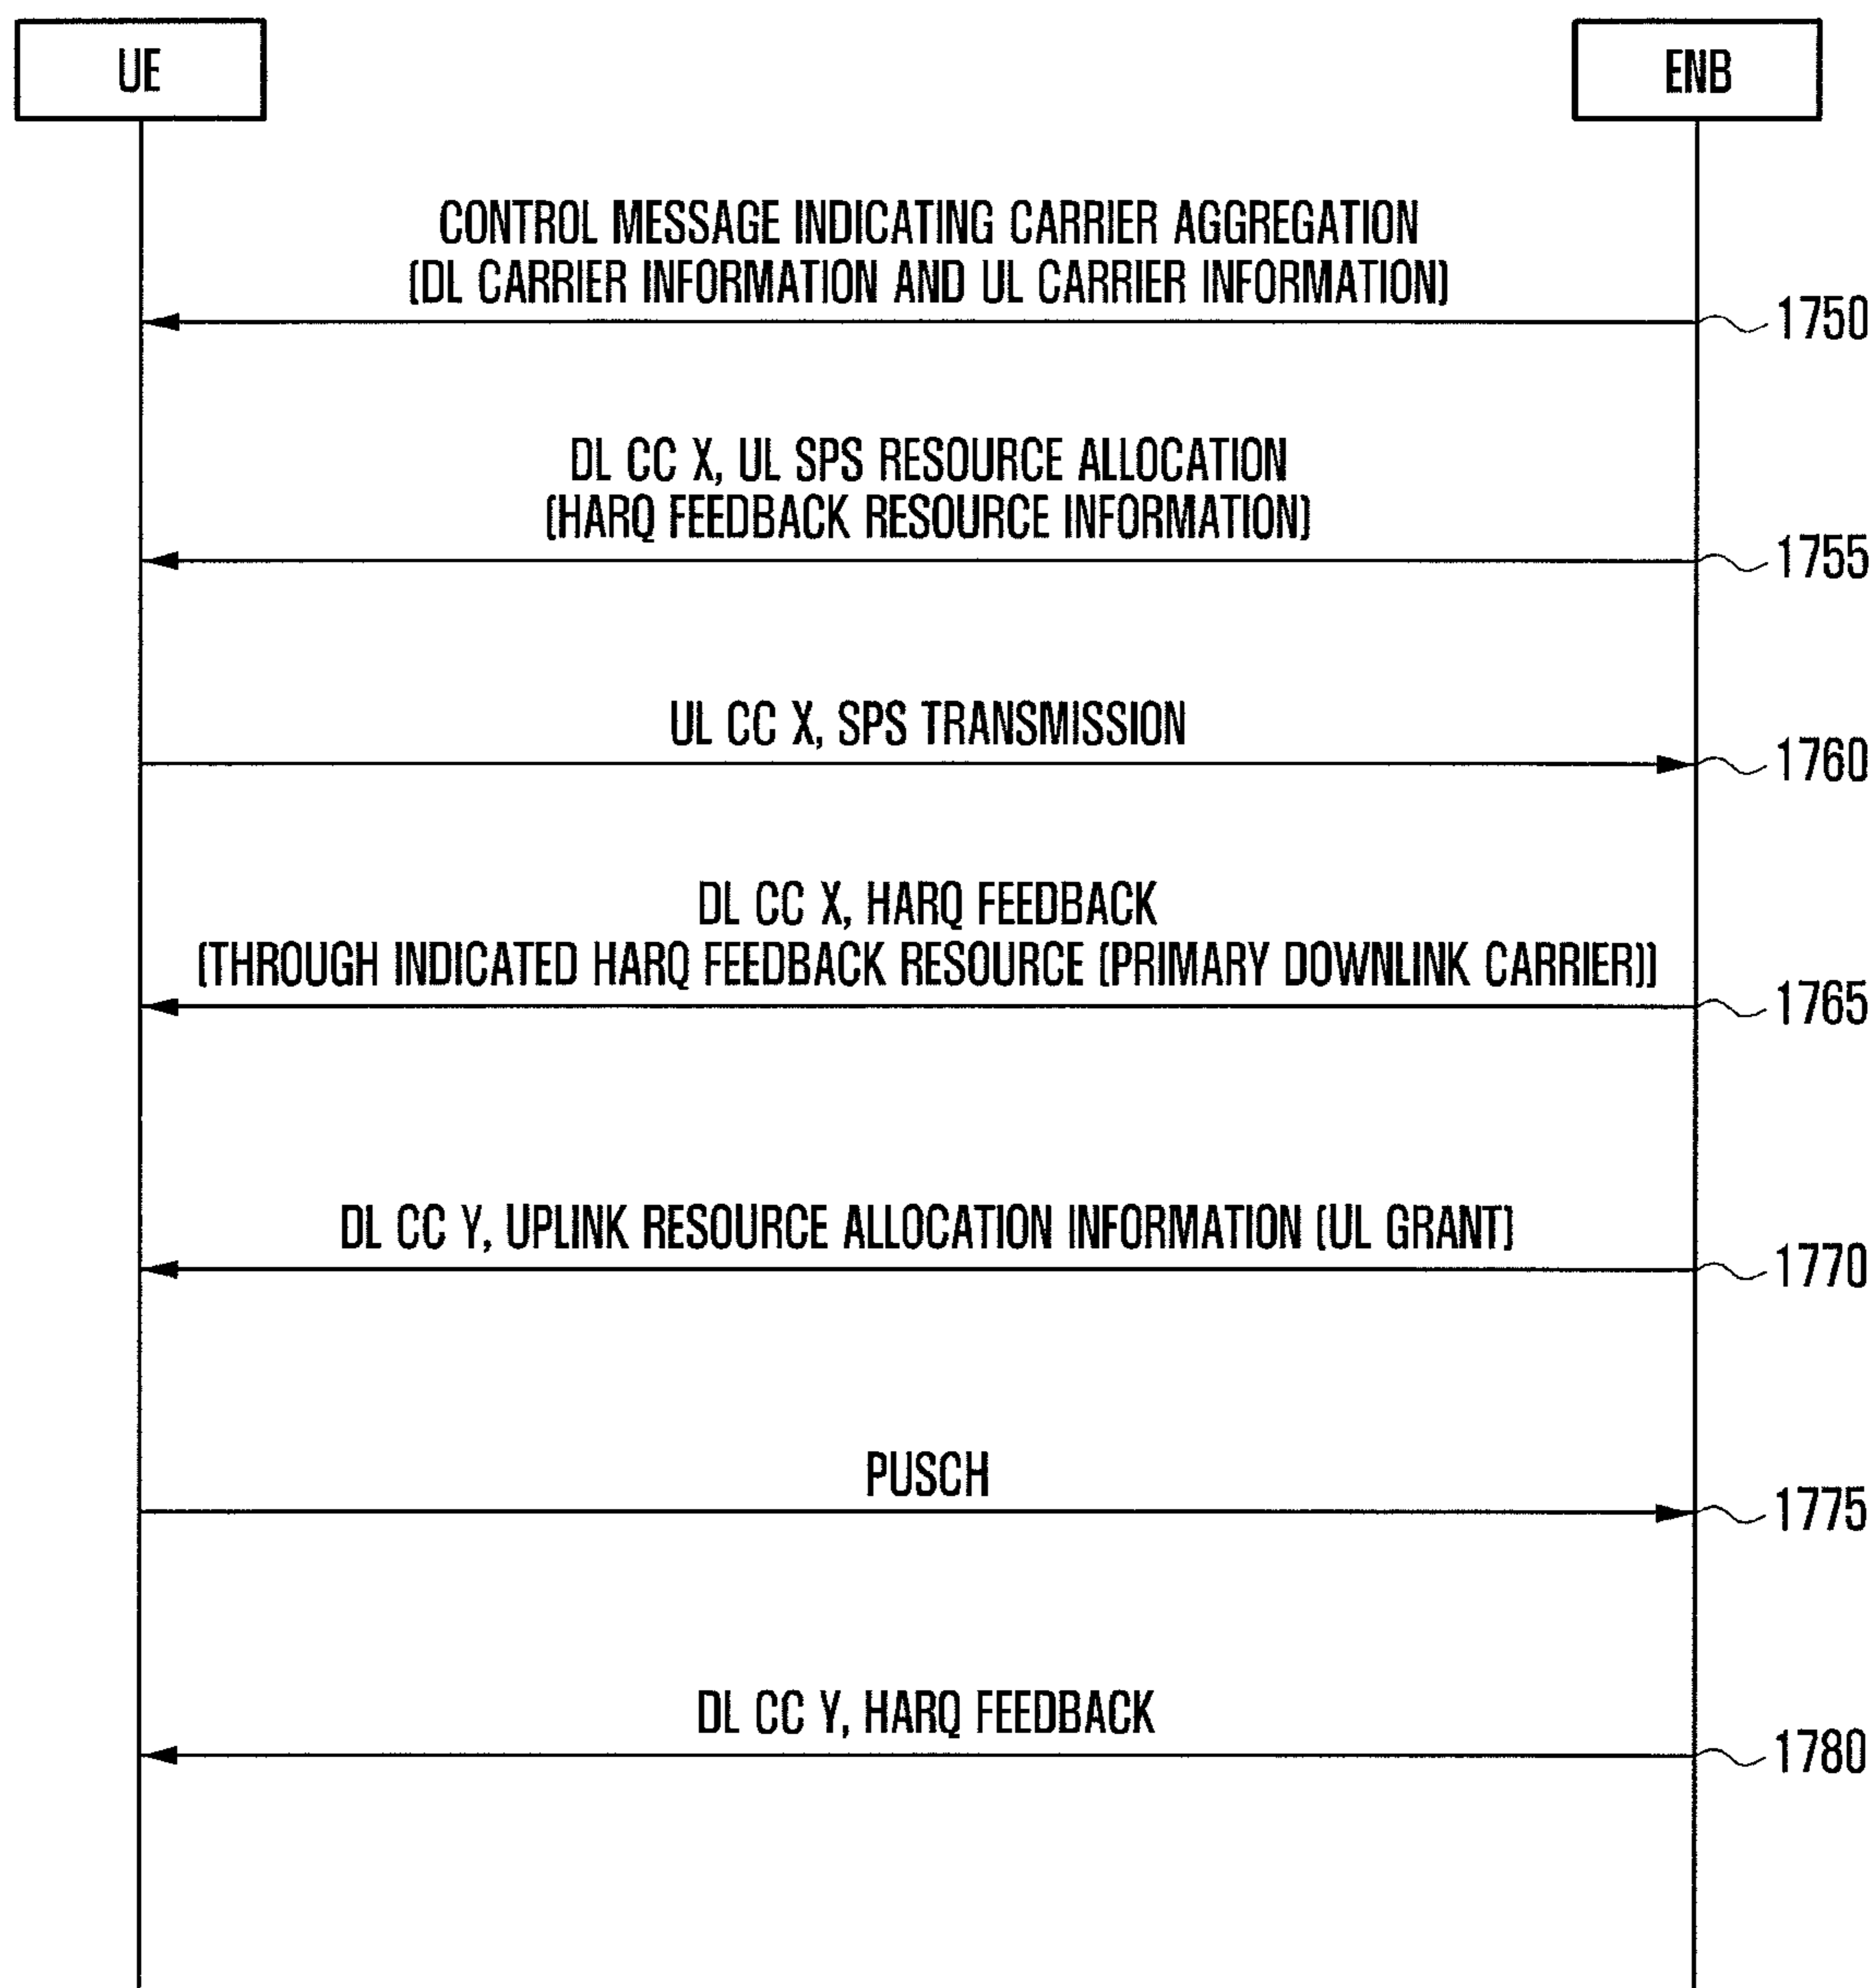 UE
ENB
CONTROL MESSAGE INDICATING CARRIER AGGREGATION
(DL CARRIER INFORMATION AND UL CARRIER INFORMATION)
1750
DL CC X, UL SPS RESOURCE ALLOCATION
(HARQ FEEDBACK RESOURCE INFORMATION)
1755
UL CC X, SPS TRANSMISSION
1760
DL CC X, HARQ FEEDBACK
(THROUGH INDICATED HARQ FEEDBACK RESOURCE (PRIMARY DOWNLINK CARRIER))
1765
DL CC Y, UPLINK RESOURCE ALLOCATION INFORMATION (UL GRANT)
1770
PUSCH
1775
DL CC Y, HARQ FEEDBACK
1780